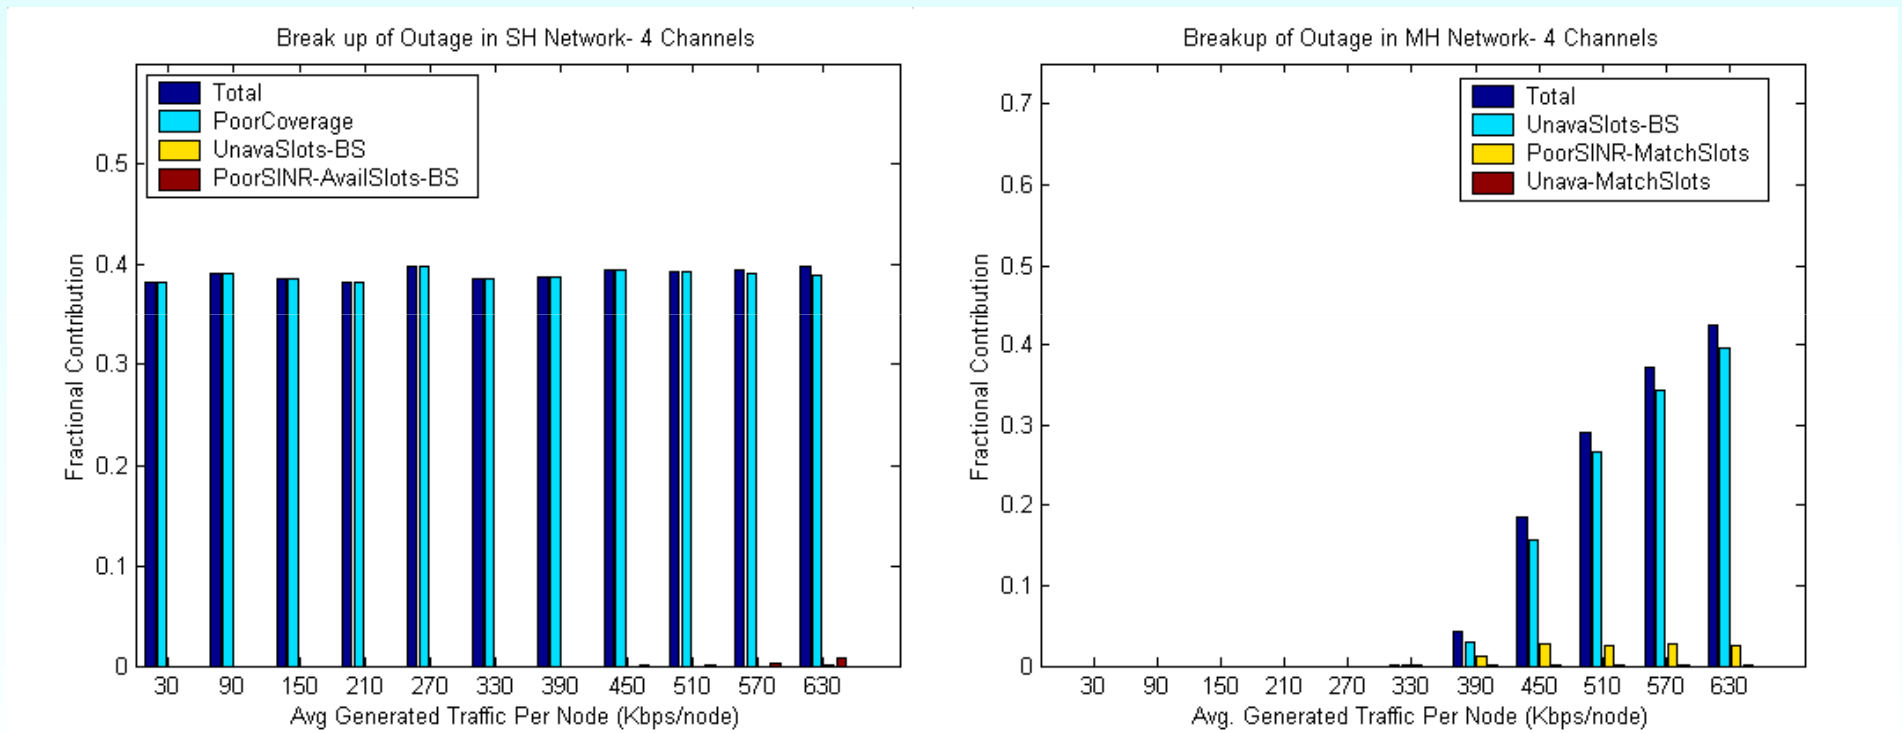 Break up of Outage in SH Network- 4 Channels
Total
PoorCoverage
UnavaSlots-BS
PoorSINR-AvailSlots-BS
Fractional Contribution
0.5
0.4
0.3
0.2
0.1
0
30 90 150 210 270 330 390 450 510 570 630
Avg Generated Traffic Per Node (Kbps/node)
Breakup of Outage in MH Network- 4 Channels
Total
UnavaSlots-BS
PoorSINR-MatchSlots
Unava-MatchSlots
Fractional Contribution
0.7
0.6
0.5
0.4
0.3
0.2
0.1
0
30 90 150 210 270 330 390 450 510 570 630
Avg. Generated Traffic Per Node (Kbps/node)